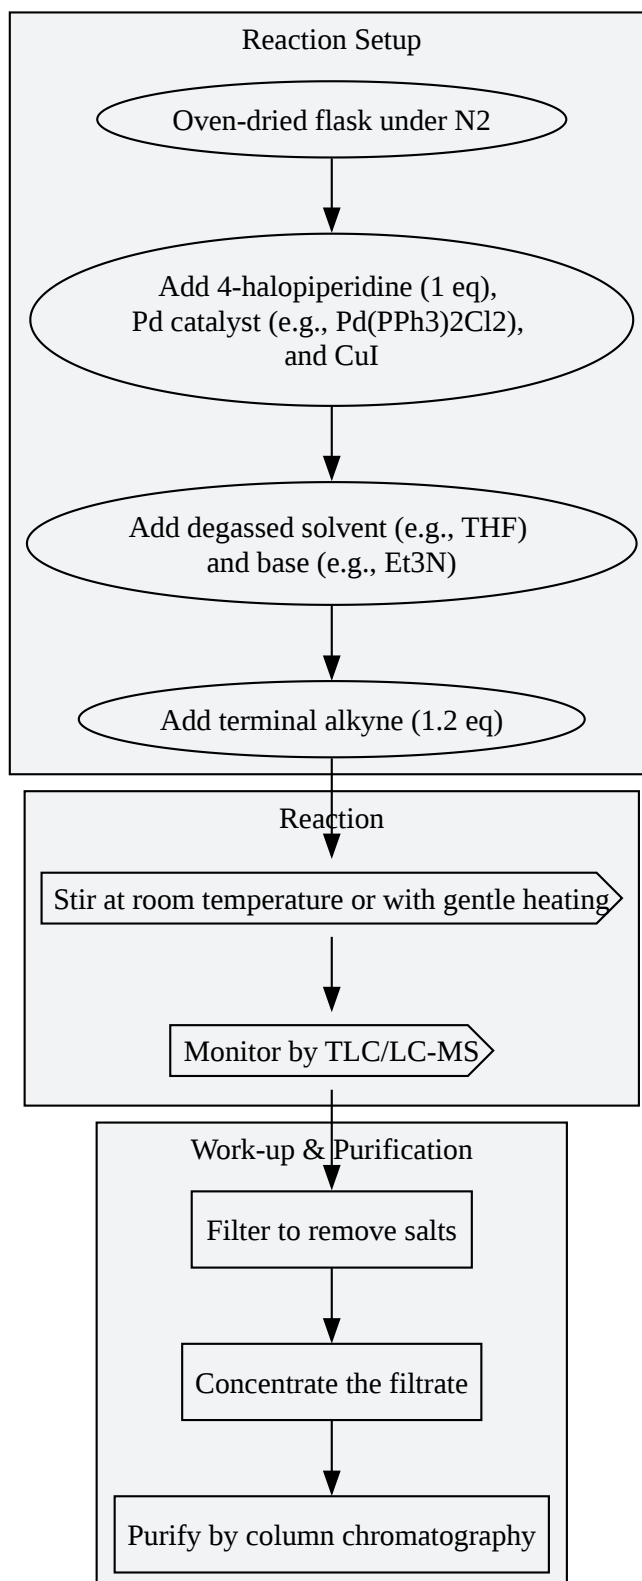 Reaction Setup
Oven-dried flask under N2
Add 4-halopiperidine (1 eq),
Pd catalyst (e.g., Pd(PPh3)2Cl2),
and CuI
Add degassed solvent (e.g., THF)
and base (e.g., Et3N)
Add terminal alkyne (1.2 eq)
Reaction
Stir at room temperature or with gentle heating
Monitor by TLC/LC-MS
Work-up & Purification
Filter to remove salts
Concentrate the filtrate
Purify by column chromatography